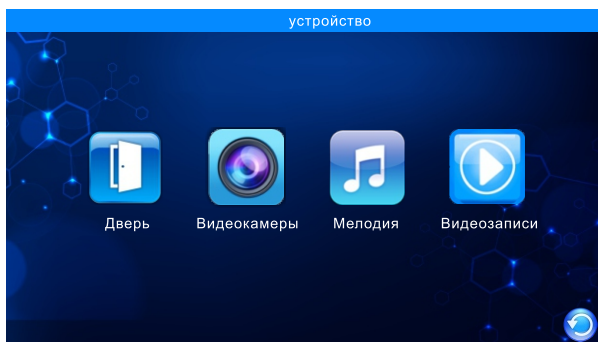 устройство
Дверь
Видеокамеры
Мелодия
Видеозаписи